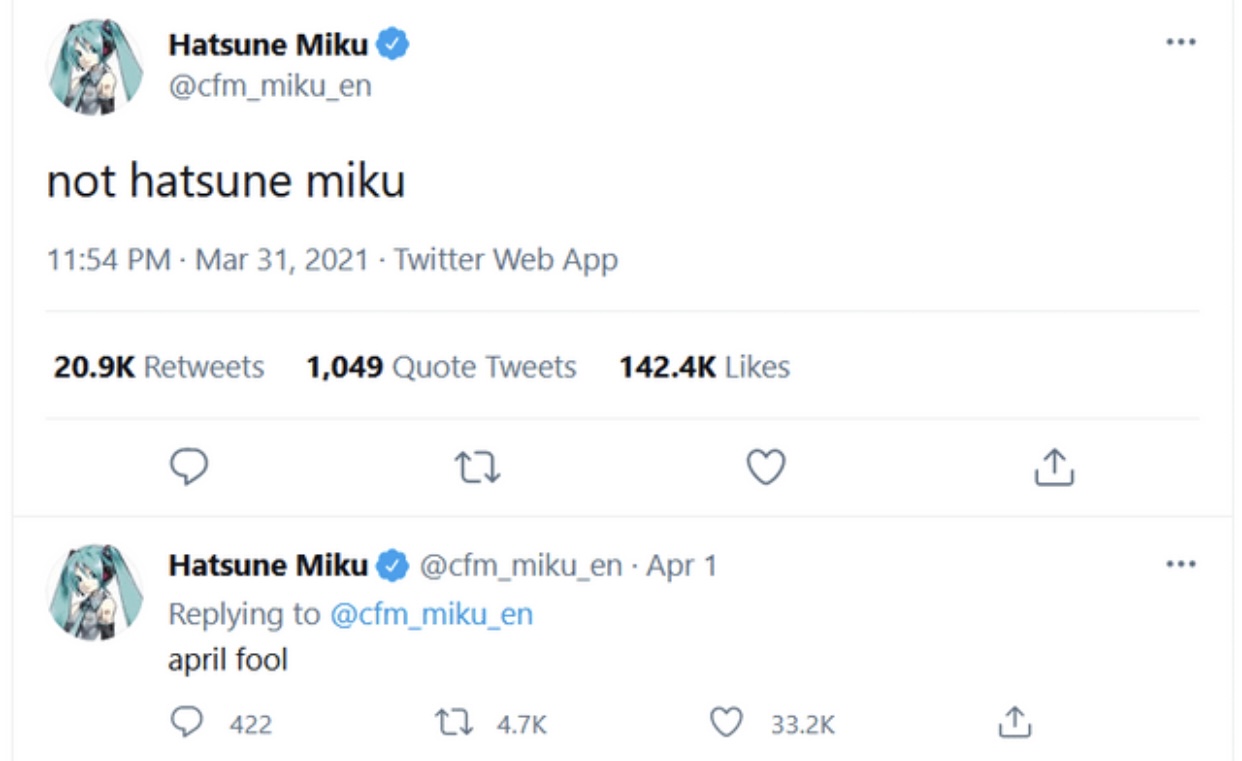 Hatsune Miku
@cfm_miku_en
not hatsune miku
11:54 PM · Mar 31, 2021 · Twitter Web App
20.9K Retweets 1,049 Quote Tweets 142.4K Likes
Hatsune Miku @cfm_miku_en · Apr 1
Replying to @cfm_miku_en
april fool
422 4.7K 33.2K